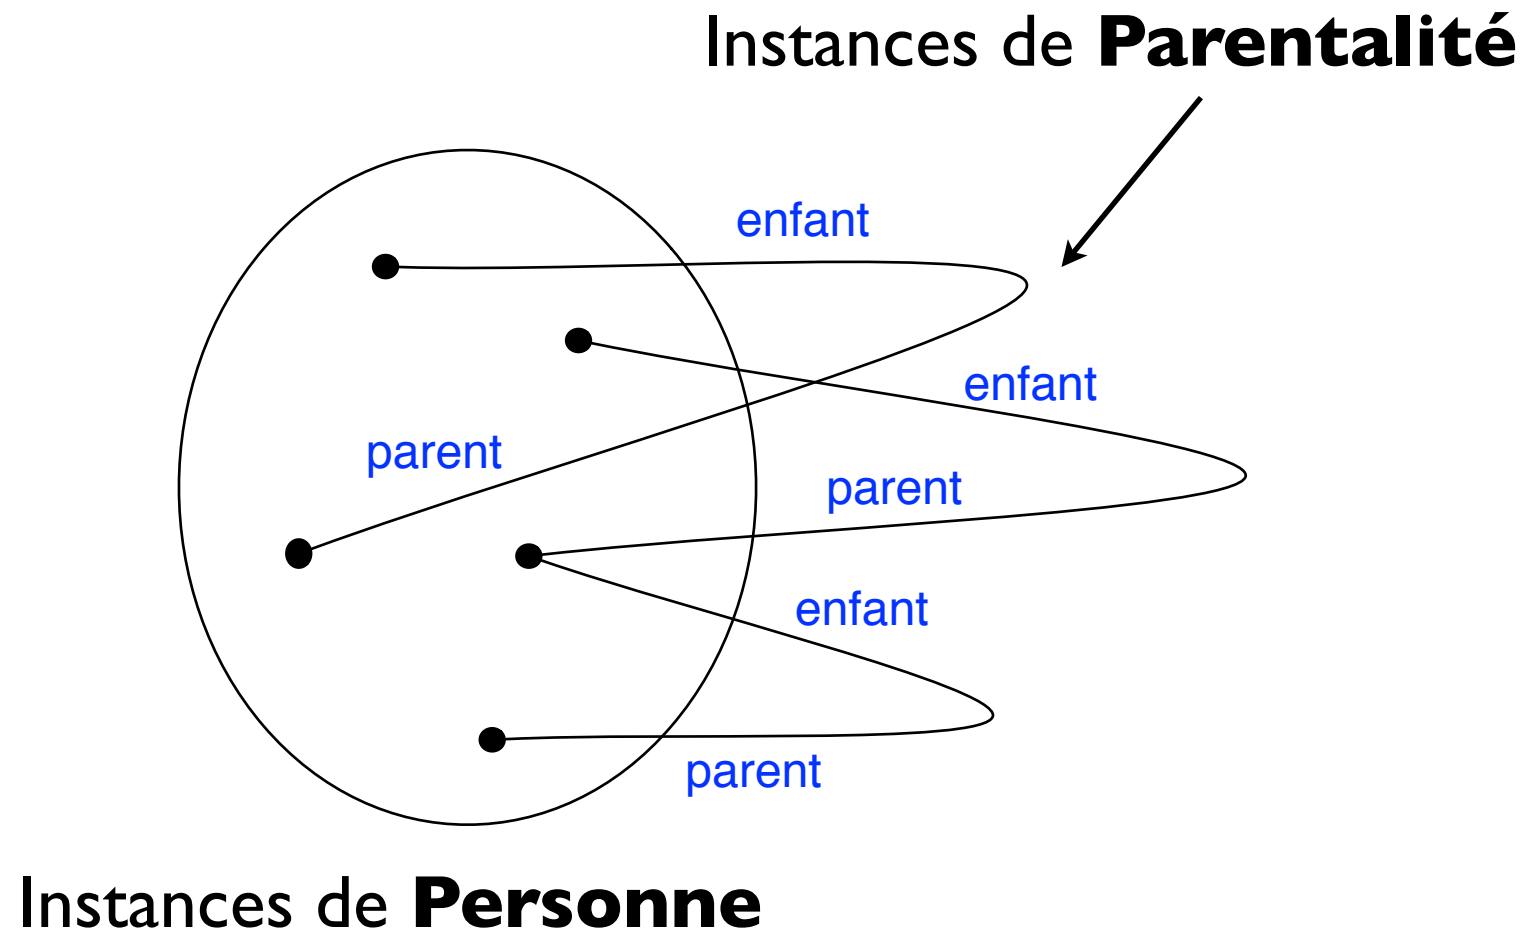 Instances de Parentalité
enfant
enfant
parent
parent
enfant
parent
Instances de Personne